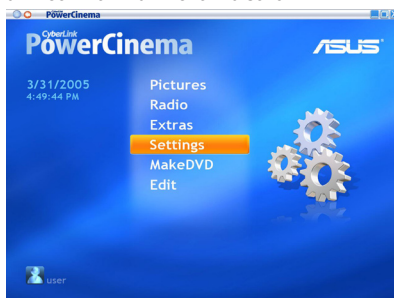 PowerCinema
CyberLink
PowerCinema
ASUS
3/31/2005
4:49:44 PM
Pictures
Radio
Extras
Settings
MakeDVD
Edit
user